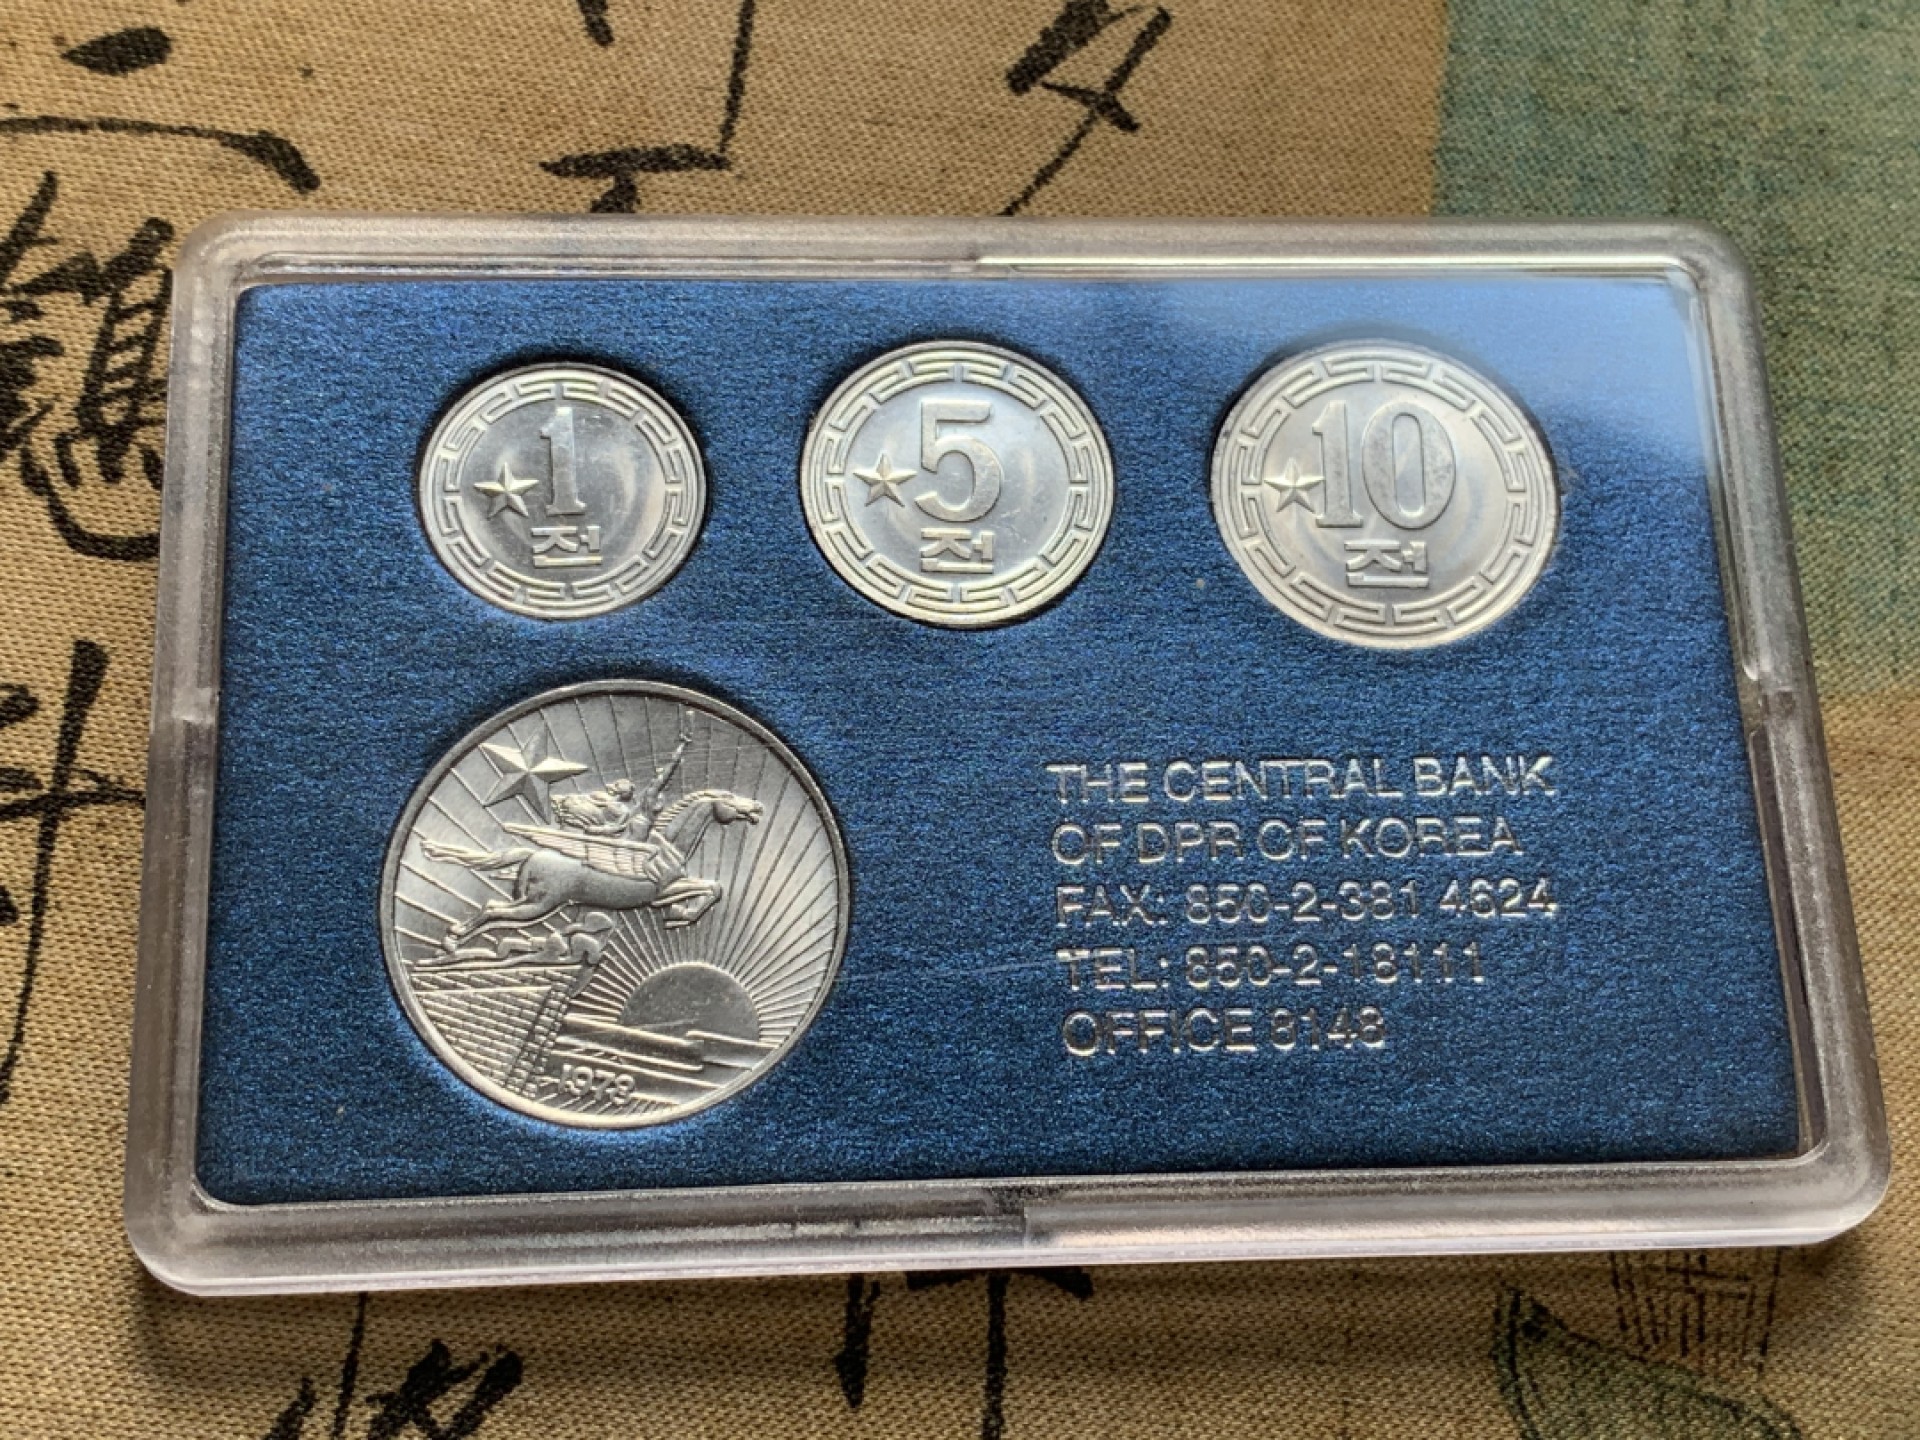 1
전
5
전
10
전
1978
THE CENTRAL BANK
OF DPR OF KOREA
FAX: 850-2-381 4624
TEL: 850-2-18111
OFFICE 8148